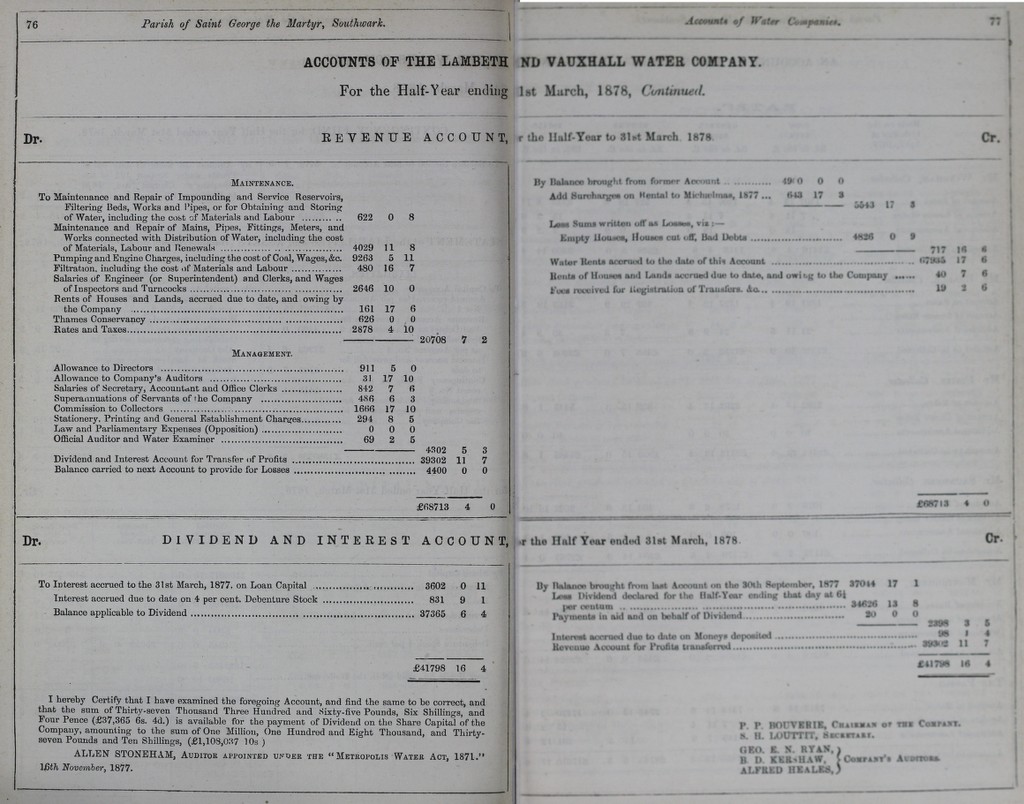 76 Parish of Saint George the Martyr, Southwark.
ACCOUNTS OF THE LAMBETH
For the Half-Year ending
Dr. REVENUE ACCOUNT,
MAINTENANCE.
To Maintenance and Repair of Impounding and Service Reservoirs,
Filtering Beds, Works and Pipes, or for Obtaining and Storing
of Water, including the cost of Materials and Labour .......... 622 0 8
Maintenance and Repair of Mains, Pipes, Fittings, Meters, and
Works connected with Distribution of Water, including the cost
of Materials, Labour and Renewals .......... 4029 11 8
Pumping and Engine Charges, including the cost of Coal, Wages, &c. 9263 5 11
Filtration, including the cost of Materials and Labour .......... 480 16 7
Salaries of Engineer (or Superintendent) and Clerks, and Wages
of Inspectors and Turncocks .......... 2646 10 0
Rents of Houses and Lands, accrued due to date, and owing by
the Company .......... 161 17 6
Thames Conservancy .......... 626 0 0
Rates and Taxes .......... 2878 4 10
20708 7 2
MANAGEMENT.
Allowance to Directors .......... 911 5 0
Allowance to Company's Auditors .......... 31 17 10
Salaries of Secretary, Accountant and Office Clerks .......... 842 7 6
Superannuations of Servants of the Company .......... 486 6 3
Commission to Collectors .......... 1666 17 10
Stationery, Printing and General Establishment Charges .......... 294 8 5
Law and Parliamentary Expenses (Opposition) .......... 0 0 0
Official Auditor and Water Examiner .......... 69 2 5
4302 5 3
Dividend and Interest Account for Transfer of Profits .......... 39302 11 7
Balance carried to next Account to provide for Losses .......... 4400 0 0
£68713 4 0
Dr. DIVIDEND AND INTEREST ACCOUNT,
To Interest accrued to the 31st March, 1877, on Loan Capital .......... 3602 0 11
Interest accrued due to date on 4 per cent. Debenture Stock .......... 831 9 1
Balance applicable to Dividend .......... 37365 6 4
£41798 16 4
I hereby Certify that I have examined the foregoing Account, and find the same to be correct, and
that the sum of Thirty-seven Thousand Three Hundred and Sixty-five Pounds, Six Shillings, and
Four Pence (£37,365 6s. 4d.) is available for the payment of Dividend on the Share Capital of the
Company, amounting to the sum of One Million, One Hundred and Eight Thousand, and Thirty-
seven Pounds and Ten Shillings, (£1,108,037 10s)
ALLEN STONEHAM, AUDITOR APPOINTED UNDER THE "METROPOLIS WATER ACT, 1871."
16th November, 1877.
Accounts of Water Companies. 77
ND VAUXHALL WATER COMPANY.
1st March, 1878, Continued.
r the Half-Year to 31st March 1878 Cr.
By Balance brought from former Account .......... 0 0
Add Surcharges on Rental to Michaelmas, 1877 ... 643 17 3
5543 17 3
Less Sums written off as Losses, viz:—
Empty Houses, Houses cut off, Bad Debts .......... 4826 0 9
717 16 6
Water Rents accrued to the date of this Account .......... 67935 17 6
Rents of Houses and Lands accrued due to date, and owing to the Company ...... 40 7 6
Fees received for Registration of Transfers, &c. .......... 19 2 6
£68713 4 0
r the Half Year ended 31st March, 1878. Cr.
By Balance brought from last Account on the 30th September, 1877 37044 17 1
Less Dividend declared for the Half-Year ending that day at 6¼
per centum .......... 34626 13 8
Payments in aid and on behalf of Dividend .......... 20 0 0
2398 3 5
Interest accrued due to date on Moneys deposited .......... 98 1 4
Revenue Account for Profits transferred .......... 39302 11 7
£41798 16 4
P. P. BOUVERIE, CHAIRMAN OF THE COMPANY.
S. H. LOUTTIT, SECRETARY.
GEO. E. N. RYAN,
B. D. KERSHAW, COMPANY'S AUDITORS.
ALFRED HEALES,